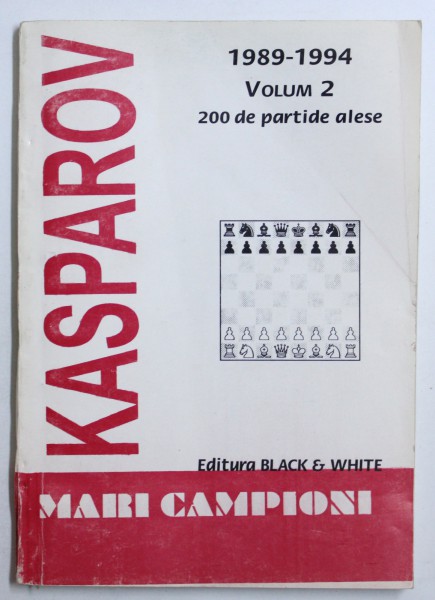 KASPAROV
1989-1994
VOLUM 2
200 de partide alese
Editura BLACK & WHITE
MARI CAMPIONI